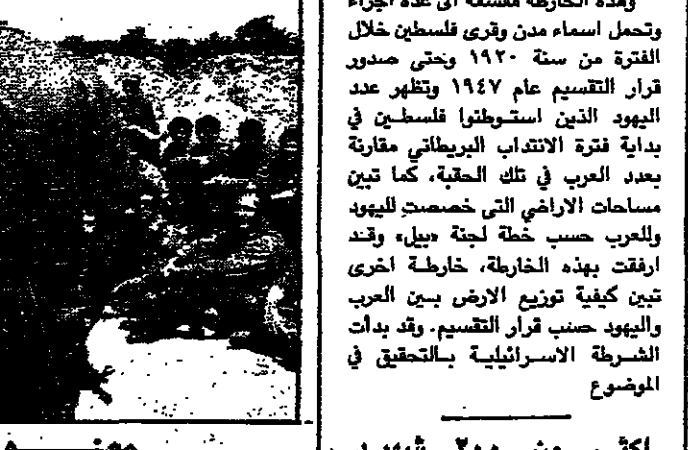 وهذه الخارطة مقسمة الى عدة اجزاء
وتحمل اسماء مدن وقرى فلسطين خلال
الفترة من سنة ١٩٢٠ وحتى صدور
قرار التقسيم عام ١٩٤٧ وتظهر عدد
اليهود الذين استوطنوا فلسطين في
بداية فترة الانتداب البريطاني مقارنة
بعدد العرب في تلك الحقبة، كما تبين
مساحات الاراضي التى خصصت لليهود
وللعرب حسب خطة لجنة «بيل» وقد
ارفقت بهذه الخارطة، خارطة اخرى
تبين كيفية توزيع الارض بين العرب
واليهود حسب قرار التقسيم. وقد بدأت
الشرطة الاسرائيلية بالتحقيق في
الموضوع